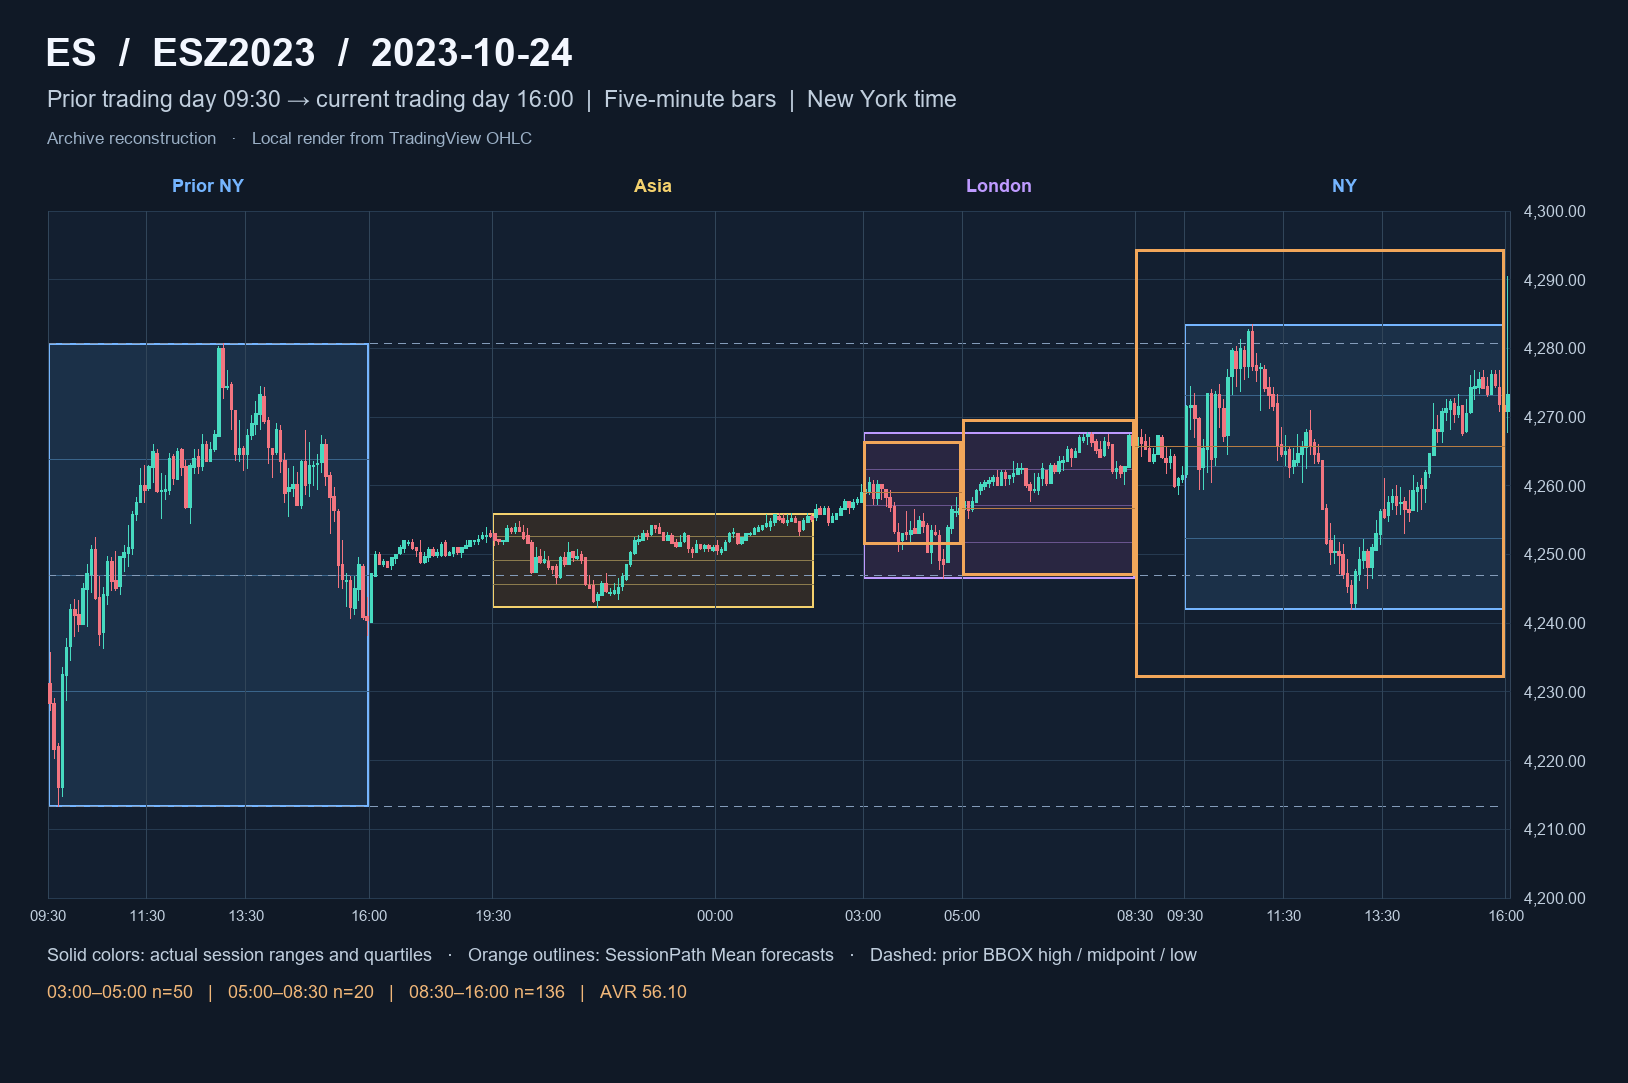 ES / ESZ2023 / 2023-10-24
Prior trading day 09:30 → current trading day 16:00 | Five-minute bars | New York time
Archive reconstruction · Local render from TradingView OHLC
Prior NY Asia London NY
4,300.00
4,290.00
4,280.00
4,270.00
4,260.00
4,250.00
4,240.00
4,230.00
4,220.00
4,210.00
4,200.00
09:30 11:30 13:30 16:00 19:30 00:00 03:00 05:00 08:30 09:30 11:30 13:30 16:00
Solid colors: actual session ranges and quartiles · Orange outlines: SessionPath Mean forecasts · Dashed: prior BBOX high / midpoint / low
03:00–05:00 n=50 | 05:00–08:30 n=20 | 08:30–16:00 n=136 | AVR 56.10